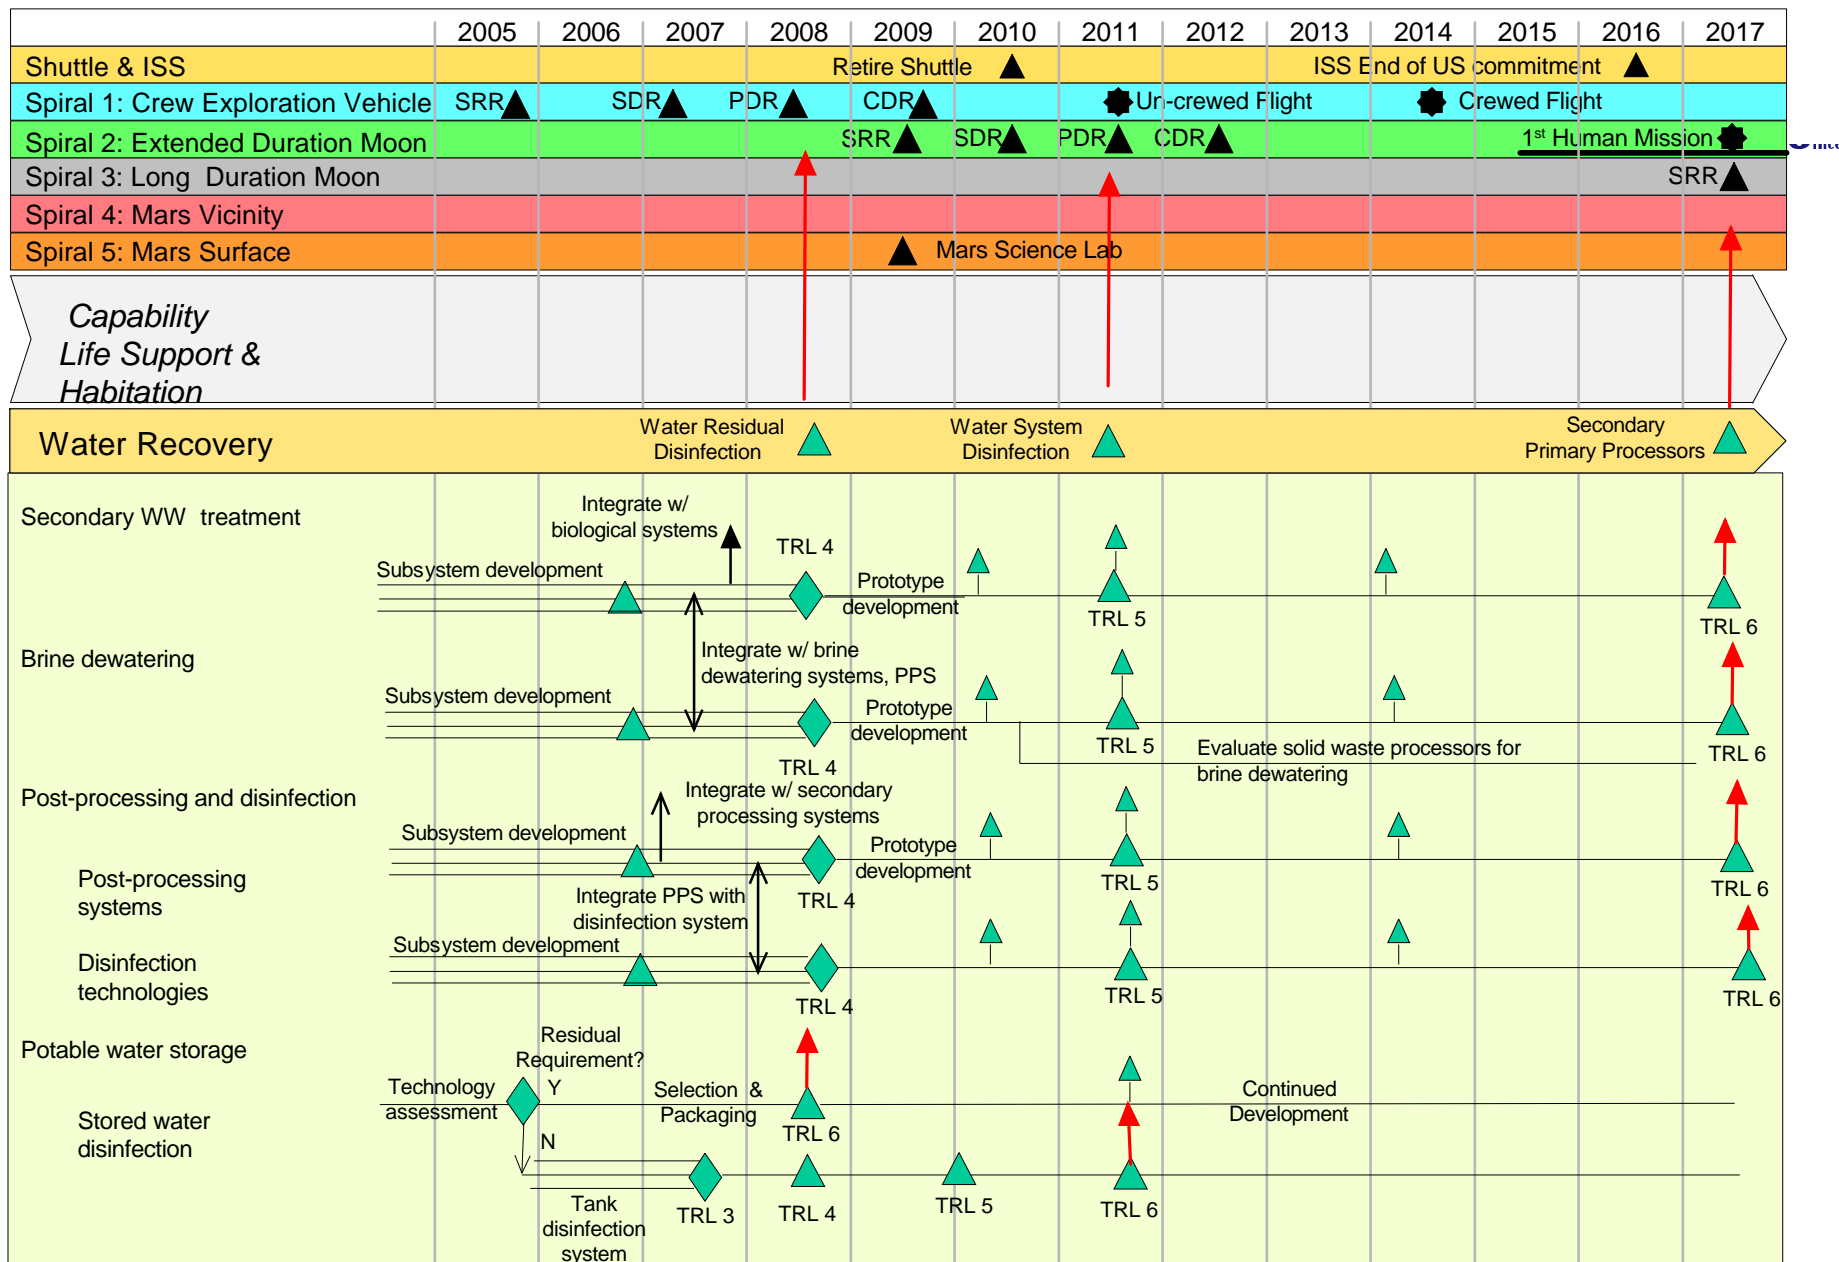 2005 2006 2007 2008 2009 2010 2011 2012 2013 2014 2015 2016 2017
Shuttle & ISS Retire Shuttle ISS End of US commitment
Spiral 1: Crew Exploration Vehicle SRR SDR PDR CDR Un-crewed Flight Crewed Flight
Spiral 2: Extended Duration Moon SRR SDR PDR CDR 1st Human Mission
Spiral 3: Long Duration Moon SRR
Spiral 4: Mars Vicinity
Spiral 5: Mars Surface Mars Science Lab
Capability
Life Support &
Habitation
Water Recovery
Water Residual
Disinfection
Water System
Disinfection
Secondary
Primary Processors
Secondary WW treatment
Integrate w/
biological systems
TRL 4
Subsystem development
Prototype
development
TRL 5
TRL 6
Brine dewatering
Integrate w/ brine
dewatering systems, PPS
Subsystem development
Prototype
development
TRL 5
TRL 6
Evaluate solid waste processors for
brine dewatering
TRL 4
Post-processing and disinfection
Integrate w/ secondary
processing systems
Subsystem development
Prototype
development
Post-processing
systems
TRL 4
TRL 5
TRL 6
Integrate PPS with
disinfection system
Subsystem development
Disinfection
technologies
TRL 4
TRL 5
TRL 6
Potable water storage
Residual
Requirement?
Technology
assessment
Y
Selection &
Packaging
Continued
Development
TRL 6
Stored water
disinfection
N
Tank
disinfection
system
TRL 3
TRL 4
TRL 5
TRL 6